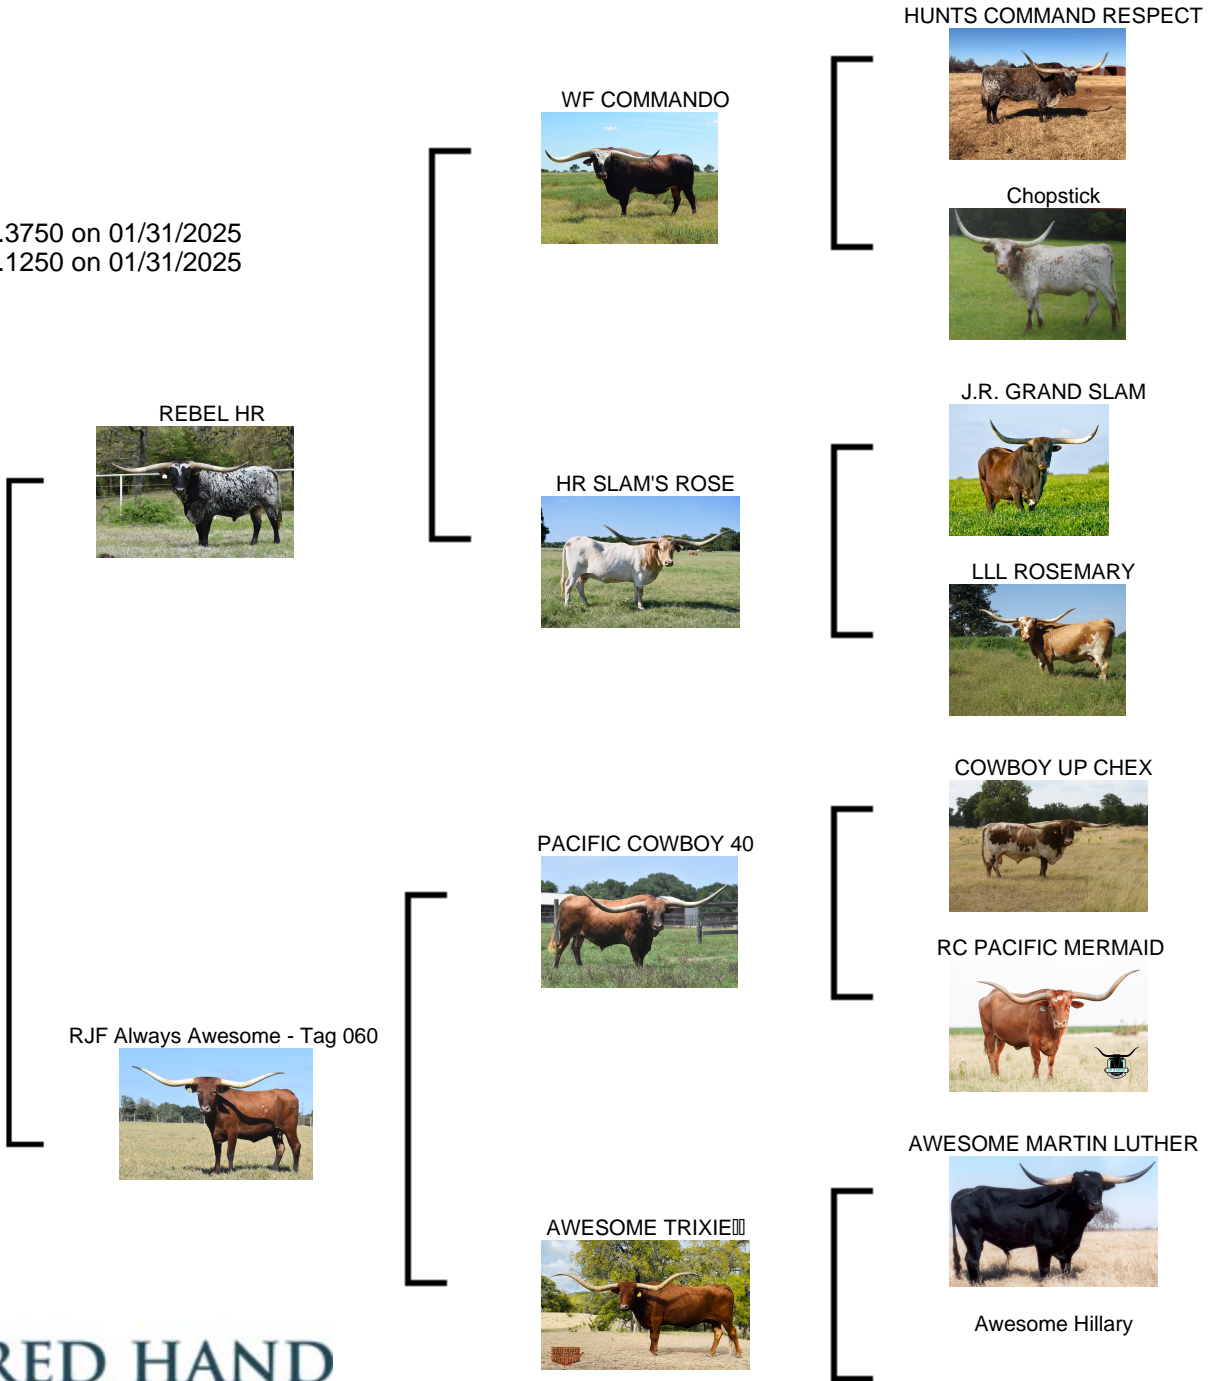 HUNTS COMMAND RESPECT
WF COMMANDO
Chopstick
.3750 on 01/31/2025
.1250 on 01/31/2025
J.R. GRAND SLAM
REBEL HR
HR SLAM'S ROSE
LLL ROSEMARY
COWBOY UP CHEX
PACIFIC COWBOY 40
RC PACIFIC MERMAID
RJF Always Awesome - Tag 060
AWESOME MARTIN LUTHER
AWESOME TRIXIE
Awesome Hillary
RED HAND